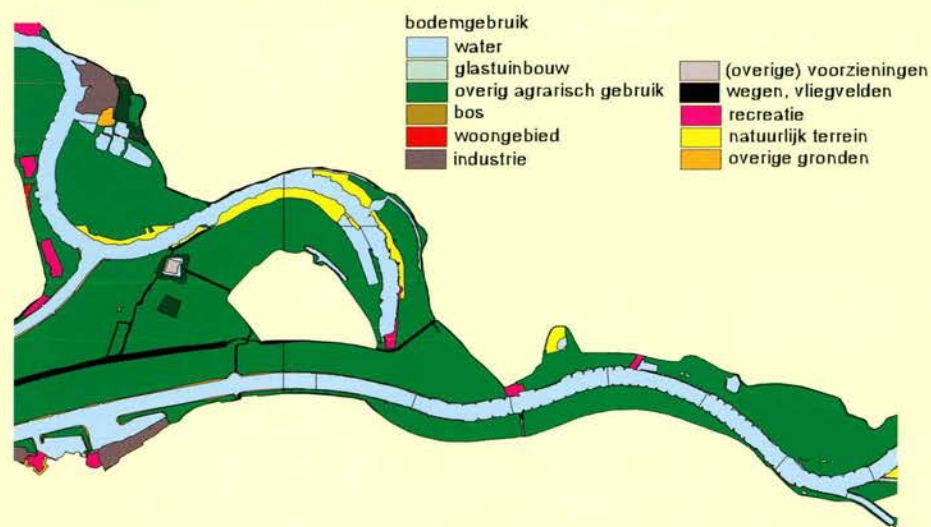 bodemgebruik
water
glastuinbouw
overig agrarisch gebruik
bos
woongebied
industrie
(overige) voorzieningen
wegen, vliegvelden
recreatie
natuurlijk terrein
overige gronden